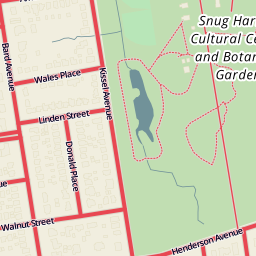 Snug Har
Cultural Ce
and Botan
Garden
Bard Avenue
Wales Place
Kissel Avenue
Linden Street
Donald Place
Walnut Street
Henderson Avenue